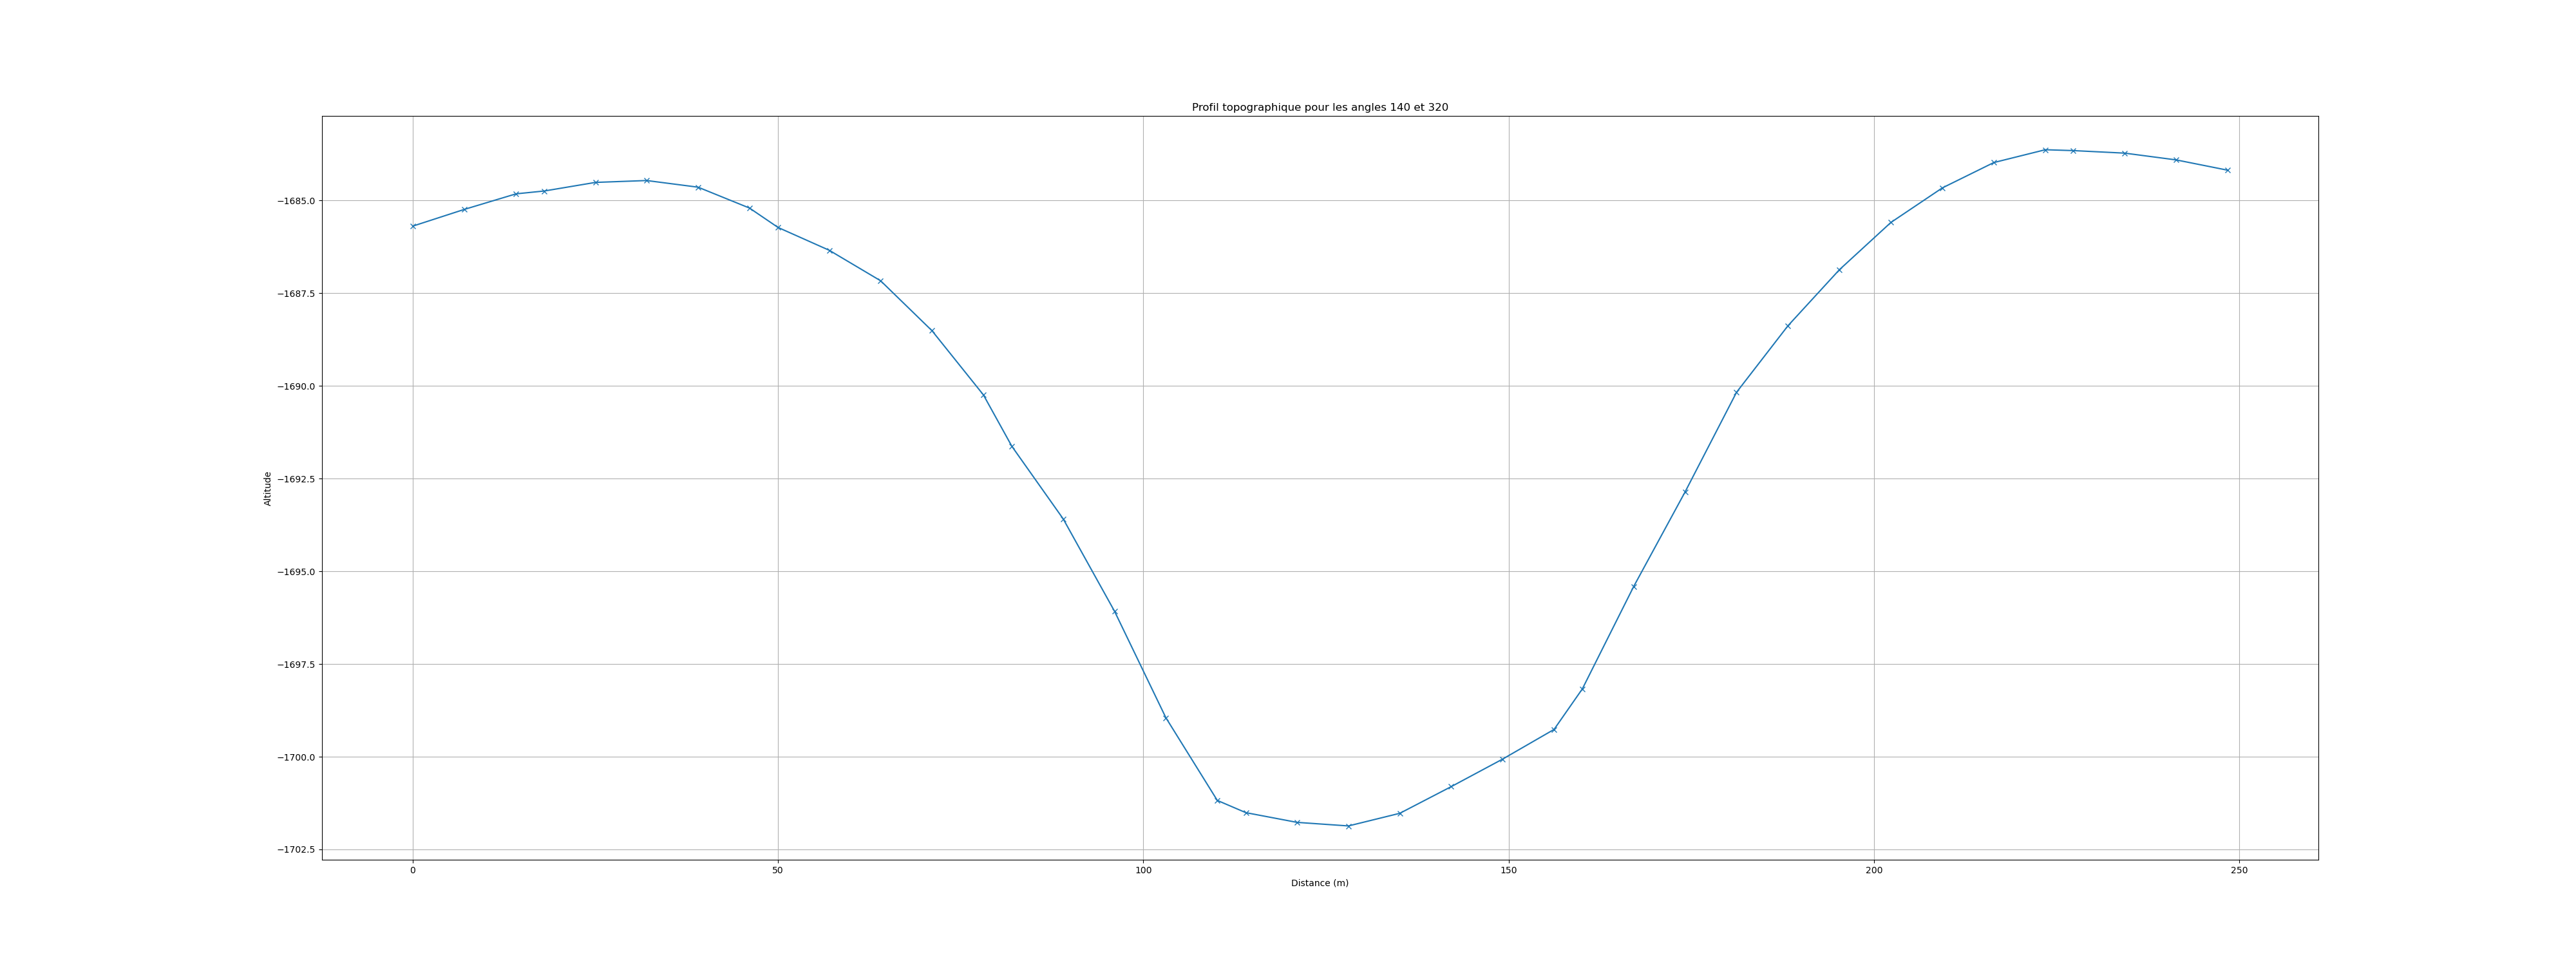 Profil topographique pour les angles 140 et 320
−1685.0
−1687.5
−1690.0
−1692.5
Altitude
−1695.0
−1697.5
−1700.0
−1702.5
0 50 100 150 200 250
Distance (m)